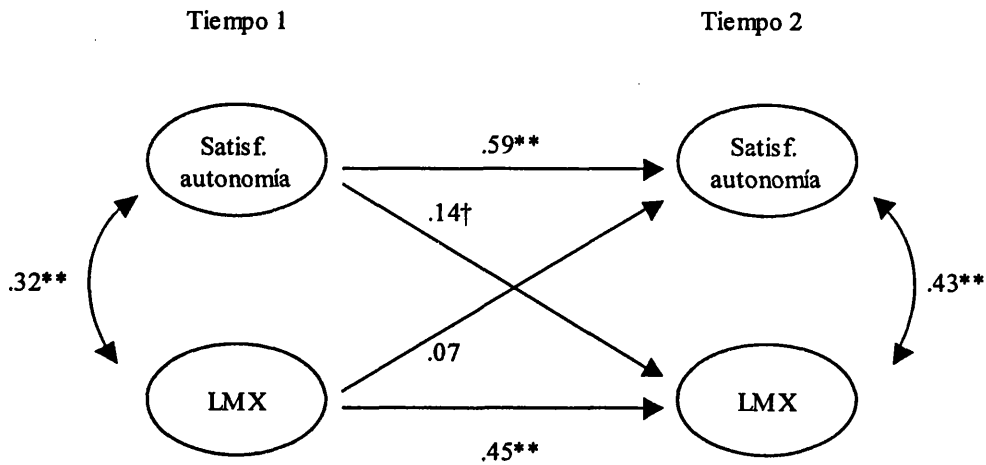 Tiempo 1
Tiempo 2
Satisf.
autonomía
.59**
Satisf.
autonomía
.14†
.32**
.43**
.07
LMX
LMX
.45**